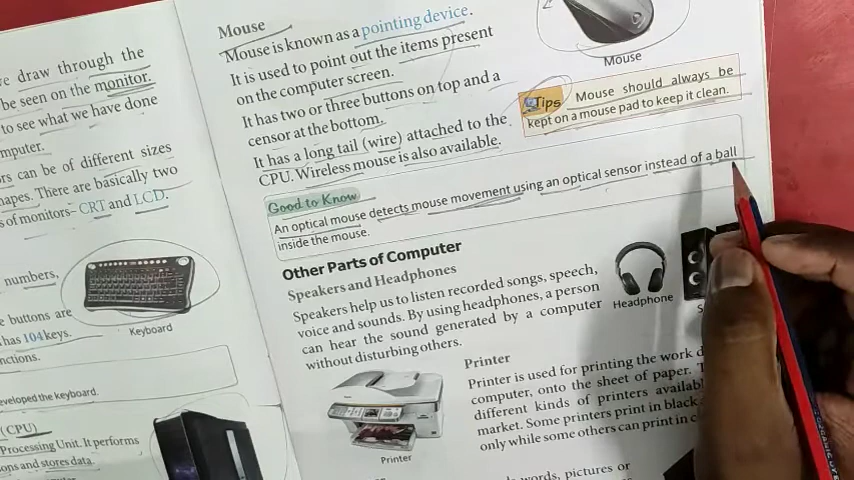 e draw through the
be seen on the monitor.
to see what we have done
mputer.
rs can be of different sizes
hapes. There are basically two
s of monitors- CRT and LCD.
numbers,
e buttons are
has 104 keys.
nctions.
Keyboard
eveloped the keyboard.
(CPU)
Processing Unit. It performs
ons and stores data.
Mouse
Mouse is known as a pointing device.
It is used to point out the items present
on the computer screen.
It has two or three buttons on top and a
censor at the bottom.
It has a long tail (wire) attached to the
CPU. Wireless mouse is also available.
Mouse
Tips Mouse should always be
kept on a mouse pad to keep it clean.
Good to Know
An optical mouse detects mouse movement using an optical sensor instead of a ball
inside the mouse.
Other Parts of Computer
Speakers and Headphones
Speakers help us to listen recorded songs, speech,
voice and sounds. By using headphones, a person
can hear the sound generated by a computer
without disturbing others.
Headphone
S
Printer
Printer
Printer is used for printing the work d
computer, onto the sheet of paper. T
different kinds of printers availabl
market. Some printers print in black
only while some others can print in c
words, pictures or